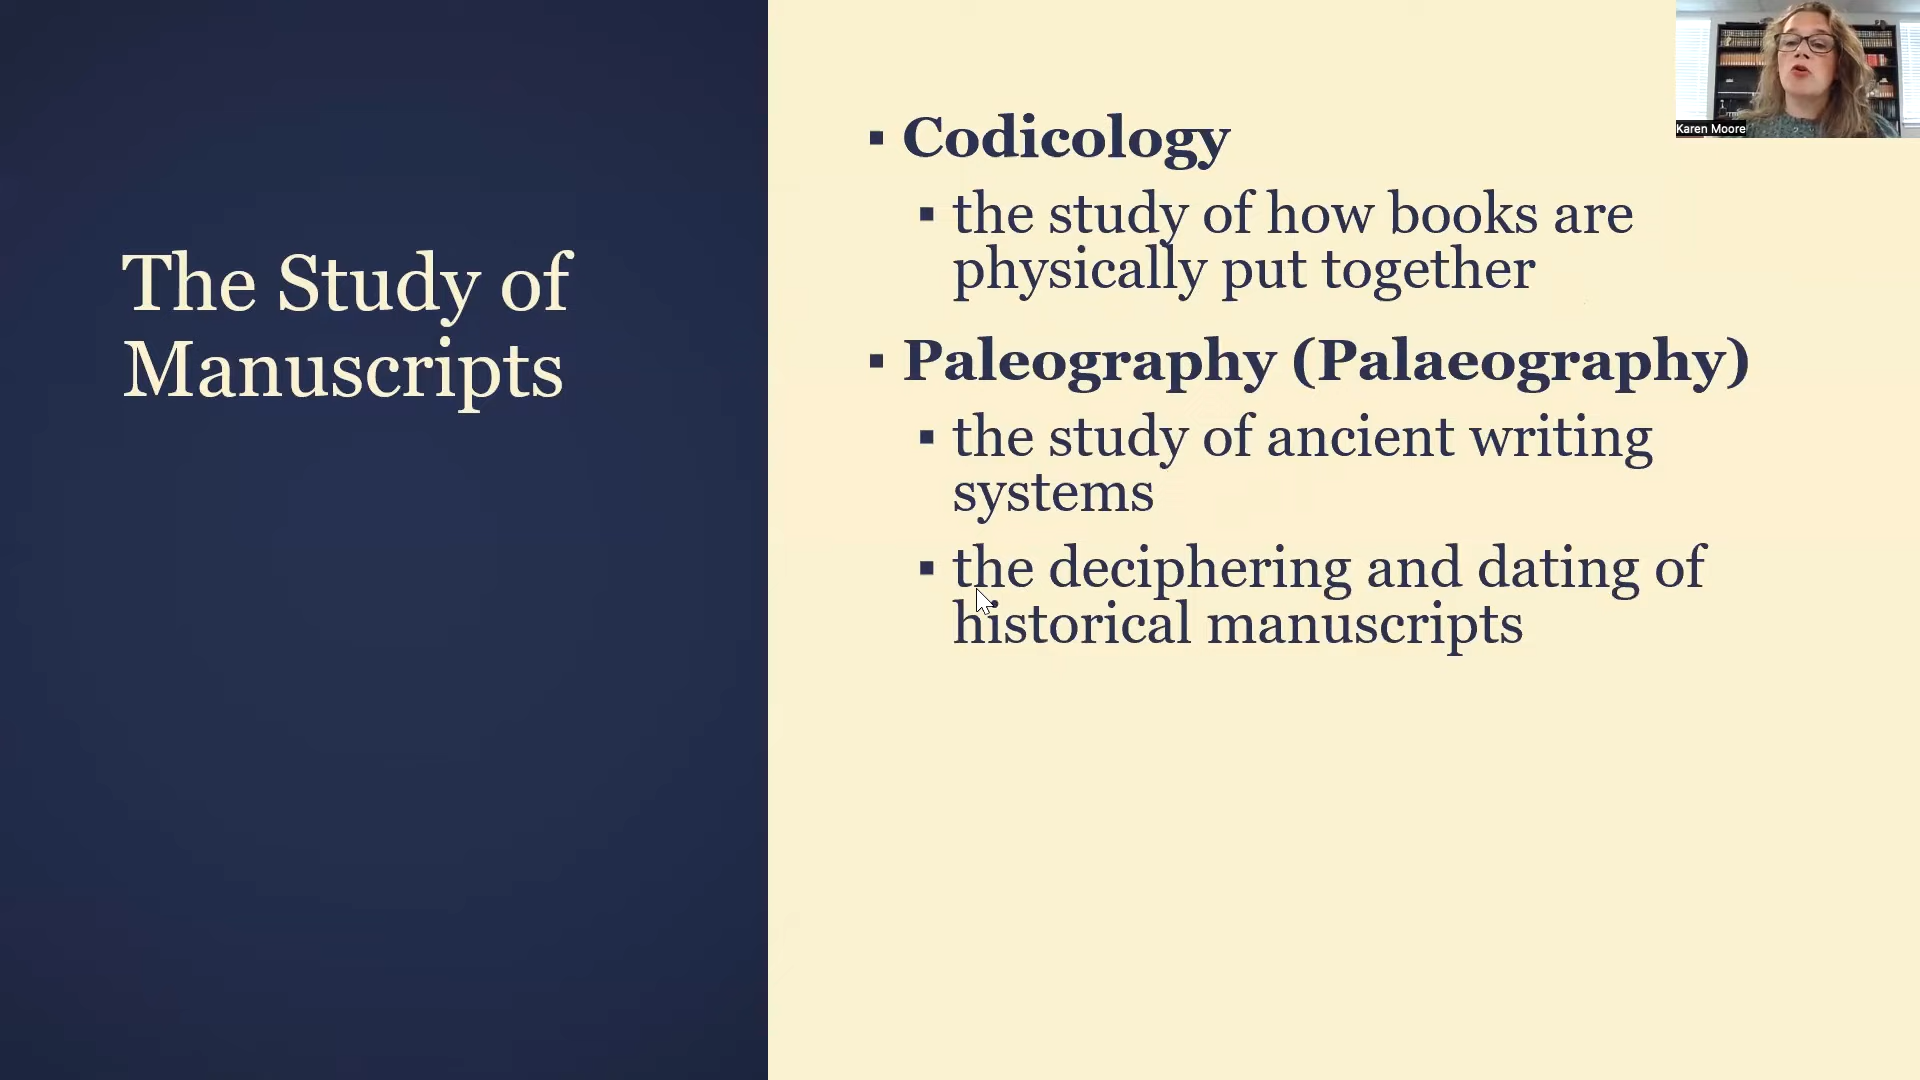 The Study of
Manuscripts
▪ Codicology
▪ the study of how books are
physically put together
▪ Paleography (Palaeography)
▪ the study of ancient writing
systems
▪ the deciphering and dating of
historical manuscripts
Karen Moore